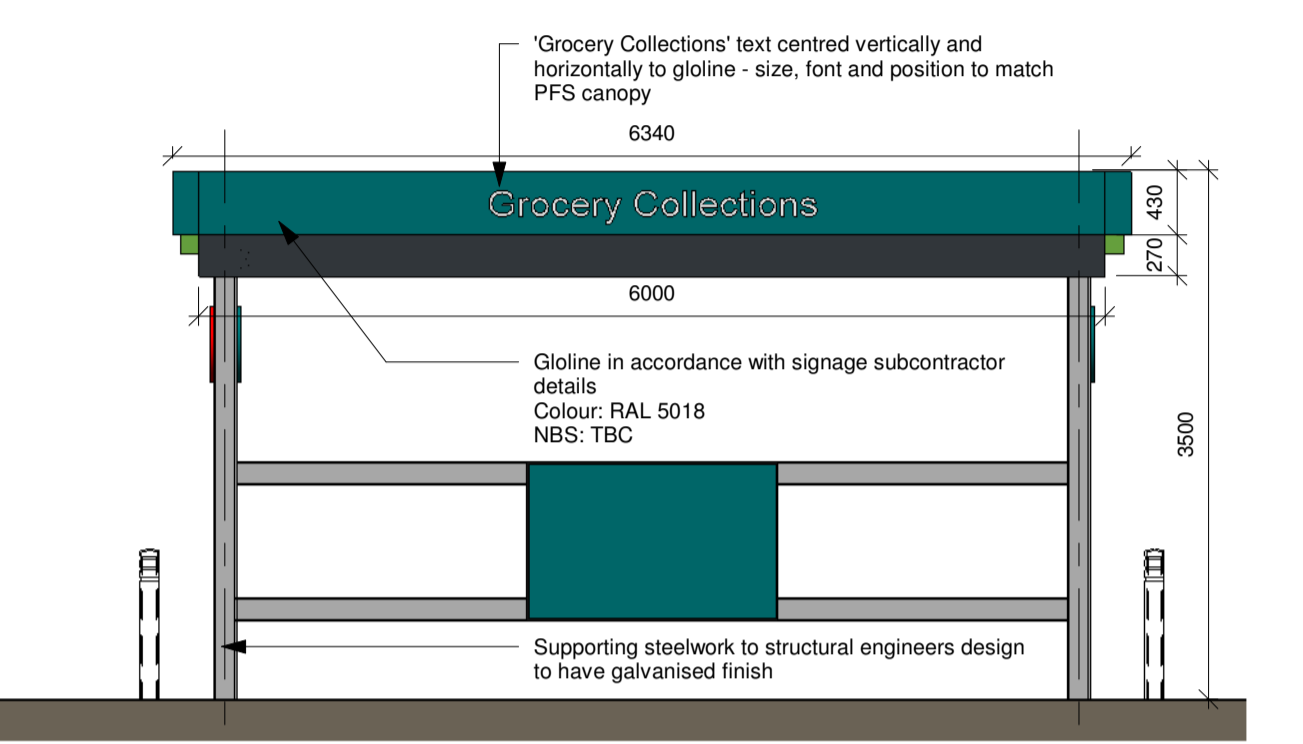 'Grocery Collections' text centred vertically and
horizontally to gloline - size, font and position to match
PFS canopy
6340
Grocery Collections
430
270
6000
Gloline in accordance with signage subcontractor
details
Colour: RAL 5018
NBS: TBC
3500
Supporting steelwork to structural engineers design
to have galvanised finish